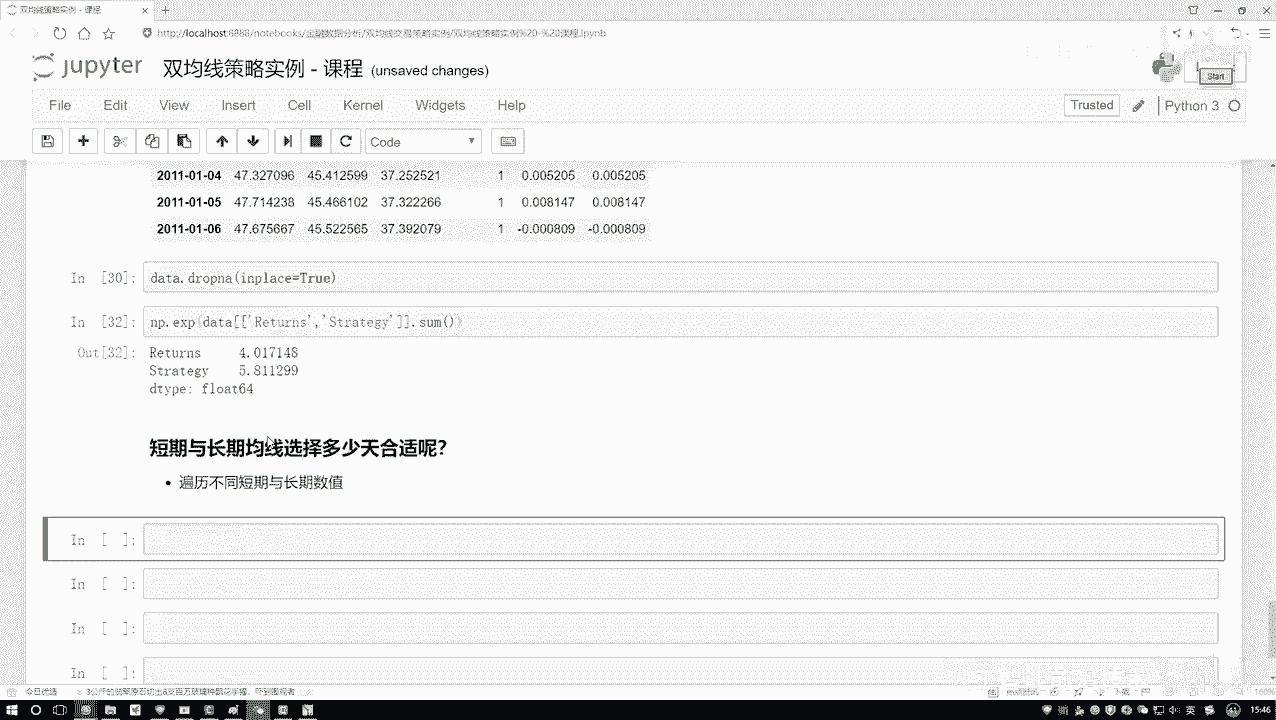 双均线策略实例 - 课程
http://localhost:8888/notebooks/金融数据分析/双均线交易策略实例/双均线策略实例%20-%20课程.ipynb
jupyter 双均线策略实例 - 课程 (unsaved changes)
Start
File Edit View Insert Cell Kernel Widgets Help
Trusted Python 3
Code
2011-01-04 47.327096 45.412599 37.252521 1 0.005205 0.005205
2011-01-05 47.714238 45.466102 37.322266 1 0.008147 0.008147
2011-01-06 47.675667 45.522565 37.392079 1 -0.000809 -0.000809
In [30]: data.dropna(inplace=True)
In [32]: np.exp(data[['Returns','Strategy']].sum())
Out[32]: Returns 4.017148
Strategy 5.811299
dtype: float64
短期与长期均线选择多少天合适呢?
• 遍历不同短期与长期数值
In [ ]:
In [ ]:
In [ ]:
In [ ]:
今日优选
160%
英
15:46